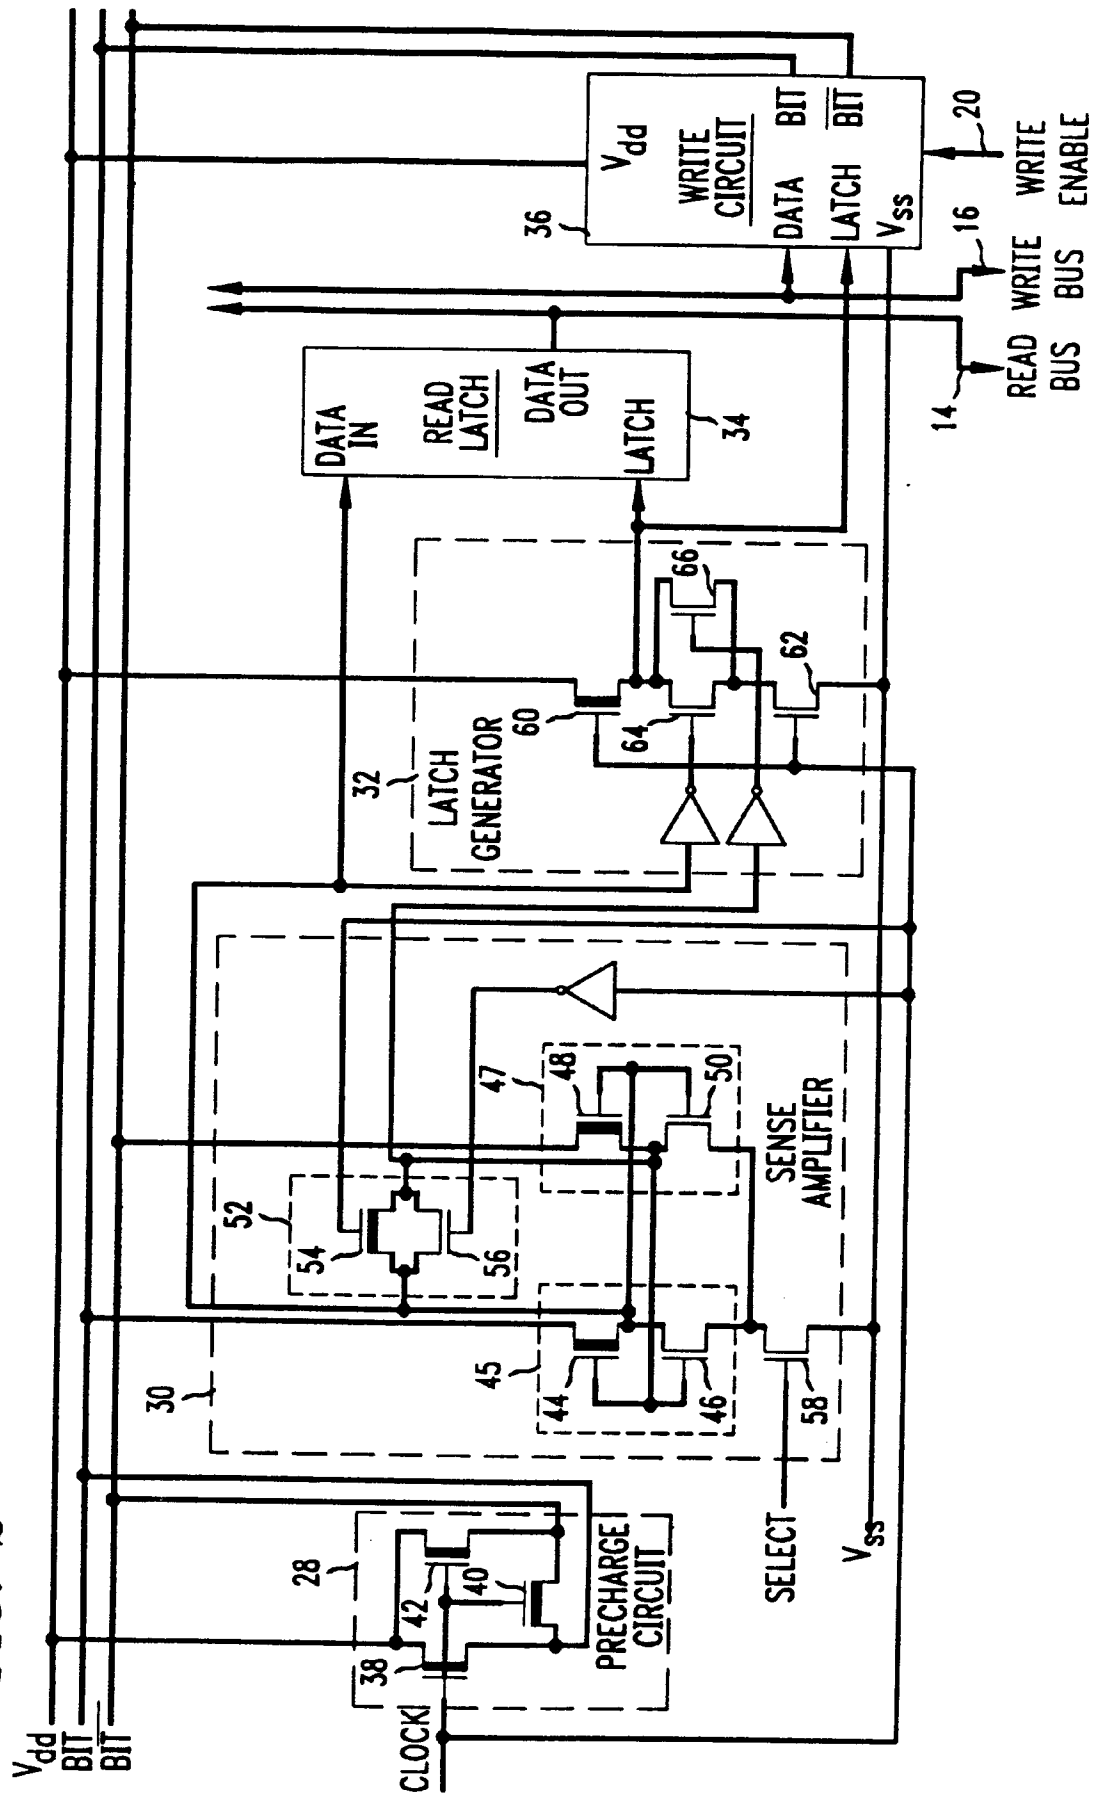 Vdd
BIT
BIT
CLOCK
28
38
42
40
PRECHARGE
CIRCUIT
SELECT
Vss
30
45
44
46
58
52
54
56
47
48
50
SENSE
AMPLIFIER
32
LATCH
GENERATOR
60
64
66
62
DATA
IN
READ
LATCH
DATA
OUT
LATCH
34
36
Vdd
WRITE
CIRCUIT
DATA
BIT
LATCH
BIT
Vss
14
READ
BUS
16
WRITE
BUS
20
WRITE
ENABLE